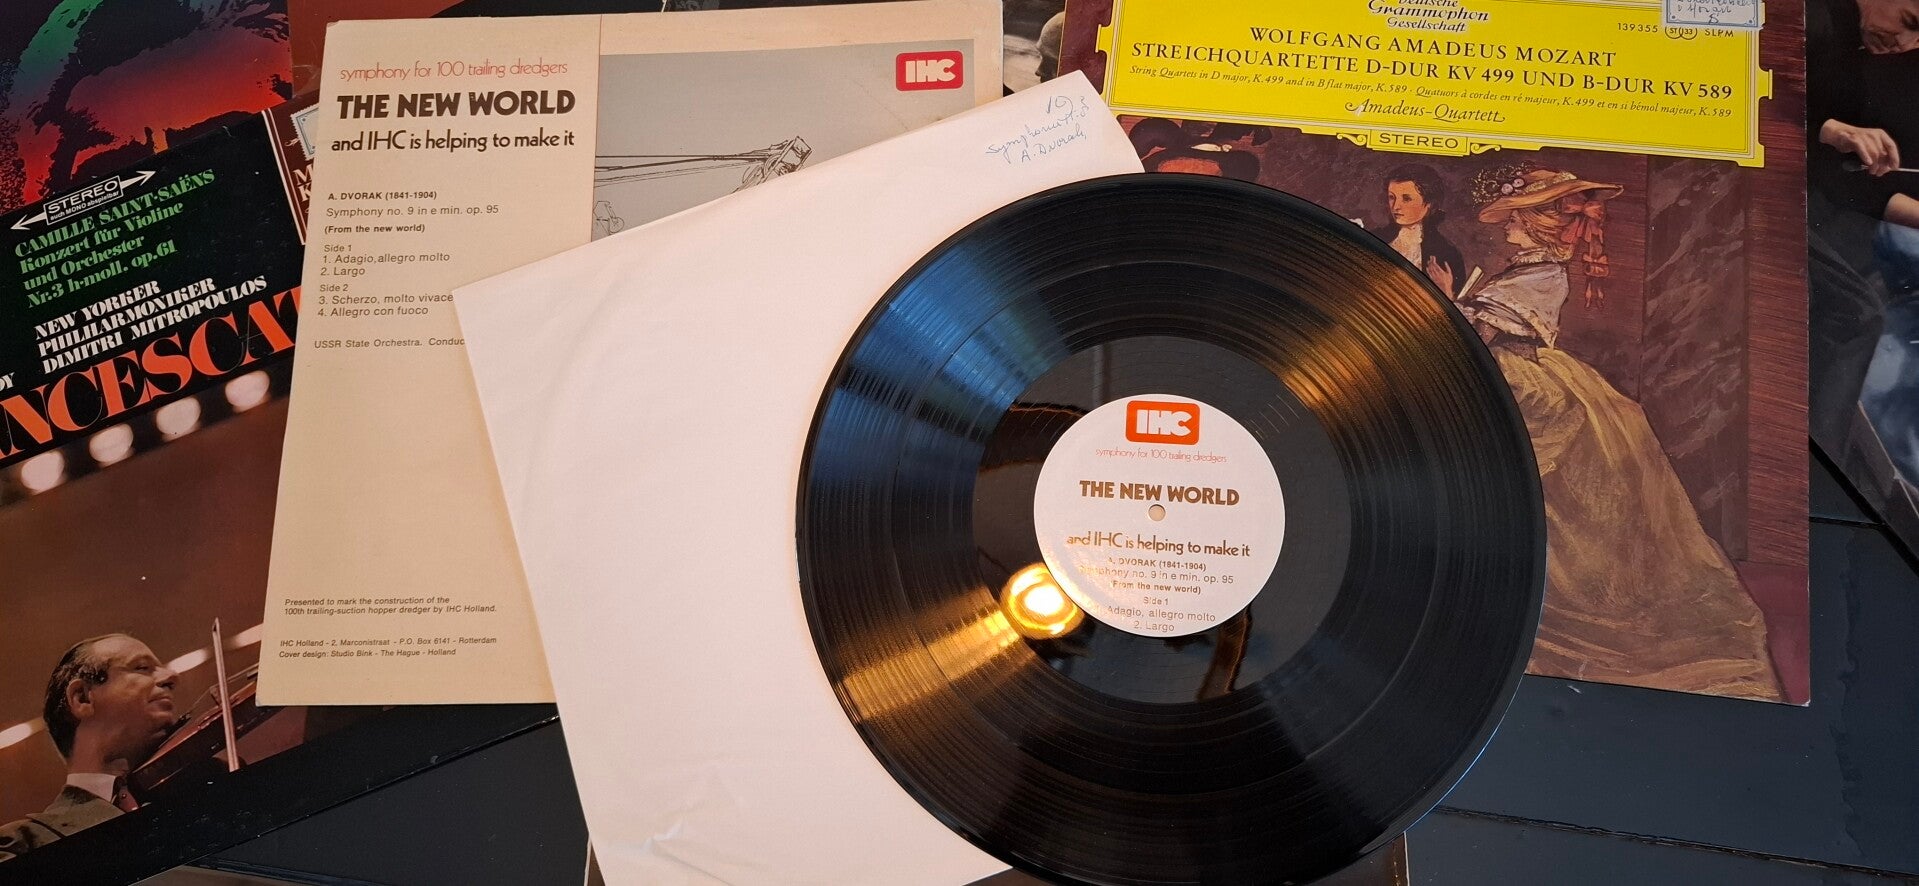 STEREO
auch MONO abspielbar
CAMILLE SAINT-SAËNS
Konzert für Violine
und Orchester
Nr.3 h-moll. op.61
NEW YORKER
PHILHARMONIKER
DIMITRI MITROPOULOS
NCESCAT
symphony for 100 trailing dredgers
THE NEW WORLD
and IHC is helping to make it
IHC
A. DVORAK (1841-1904)
Symphony no. 9 in e min. op. 95
(From the new world)
Side 1
1. Adagio,allegro molto
2. Largo
Side 2
3. Scherzo, molto vivace
4. Allegro con fuoco
USSR State Orchestra. Conduc
Presented to mark the construction of the
100th trailing-suction hopper dredger by IHC Holland.
IHC Holland - 2, Marconistraat - P.O. Box 6141 - Rotterdam
Cover design: Studio Bink - The Hague - Holland
A. Dvorak
IHC
symphony for 100 trailing dredgers
THE NEW WORLD
and IHC is helping to make it
A. DVORAK (1841-1904)
Symphony no. 9 in e min. op. 95
(From the new world)
Side 1
1. Adagio, allegro molto
2. Largo
Deutsche
Grammophon
Gesellschaft
139355 ST 33 SLPM
WOLFGANG AMADEUS MOZART
STREICHQUARTETTE D-DUR KV 499 UND B-DUR KV 589
String Quartets in D major, K. 499 and in B flat major, K. 589 · Quatuors à cordes en ré majeur, K. 499 et en si bémol majeur, K. 589
Amadeus-Quartett
STEREO